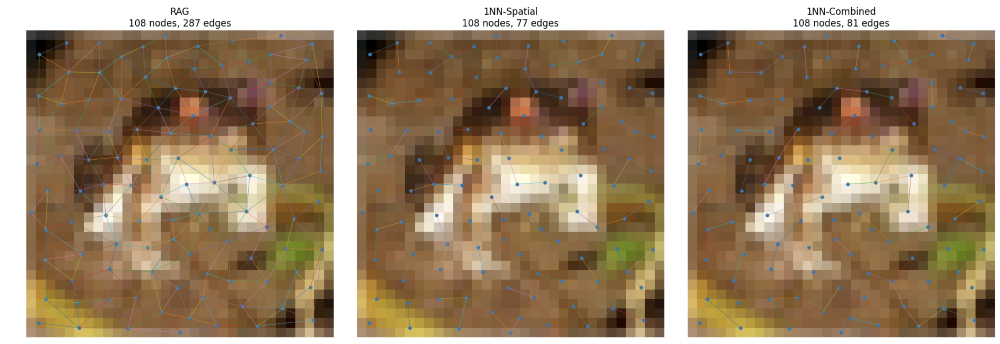 RAG
108 nodes, 287 edges
1NN-Spatial
108 nodes, 77 edges
1NN-Combined
108 nodes, 81 edges